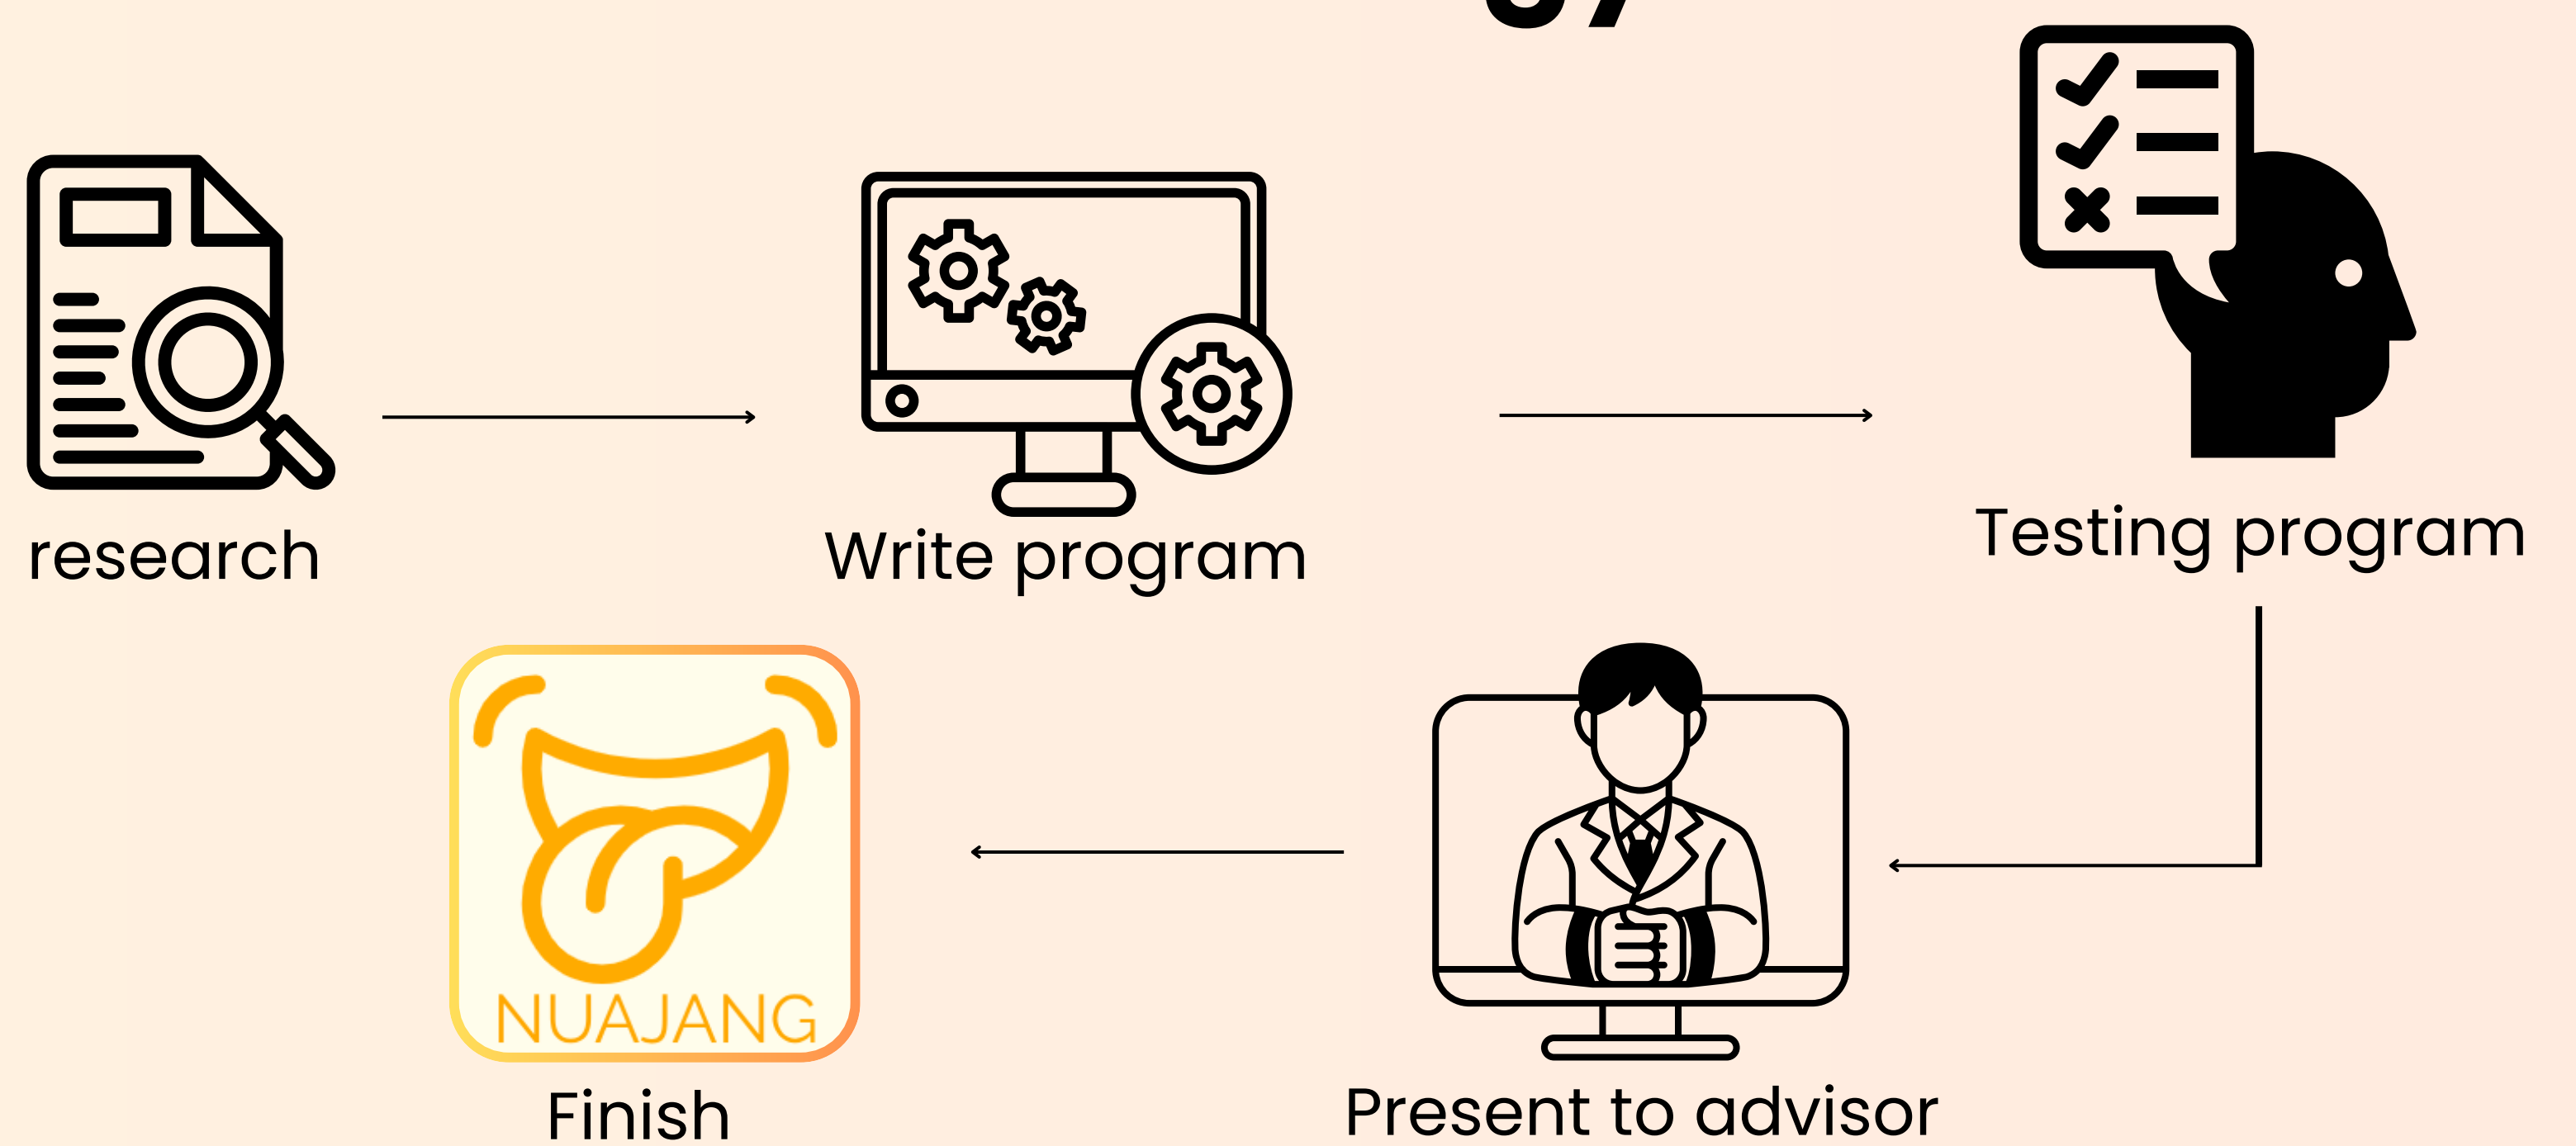 research
Write program
Testing program
NUAJANG
Finish
Present to advisor